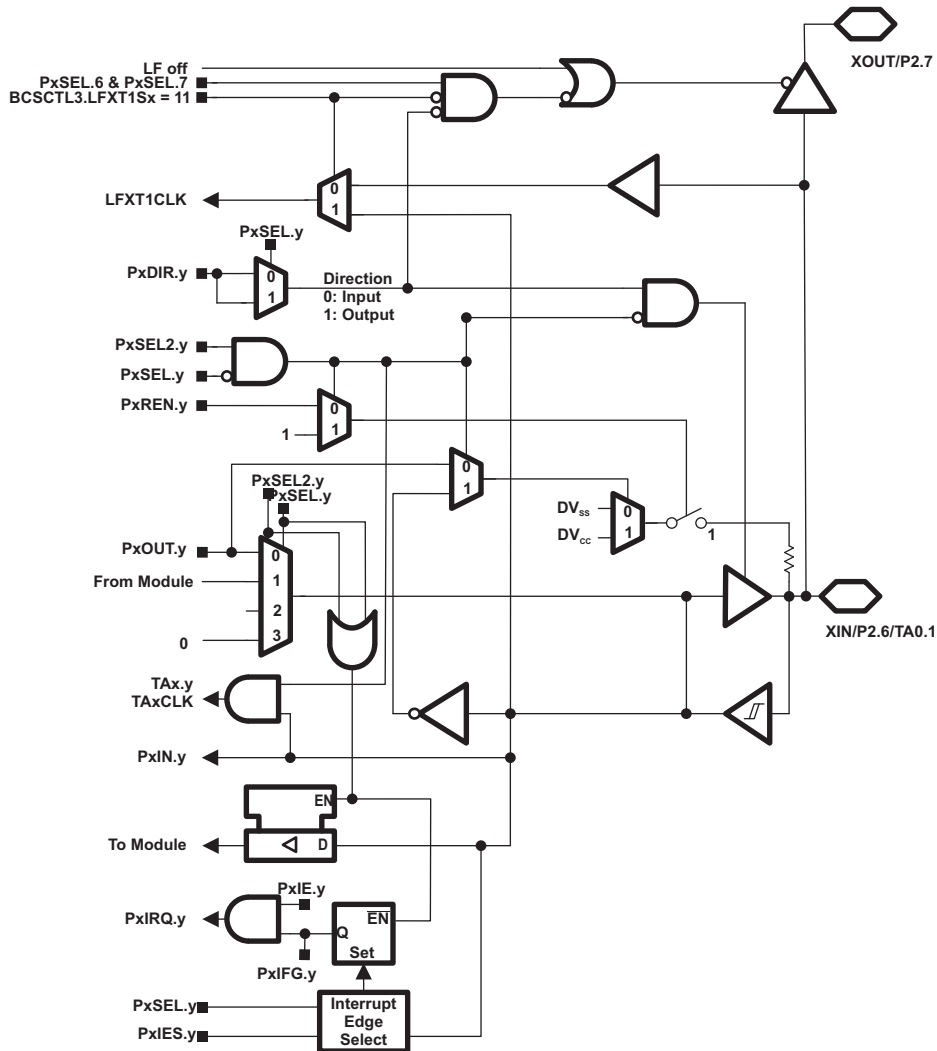 XOUT/P2.7
LF off
PxSEL.6 & PxSEL.7
BCSCTL3.LFXT1Sx = 11
0
LFXT1CLK
1
PxSEL.y
PxDIR.y
0
1
Direction
0: Input
1: Output
PxSEL2.y
PxSEL.y
PxREN.y
0
1
1
0
1
PxSEL2.y
PxSEL.y
DVSS
0
DVCC
1
1
PxOUT.y
0
From Module
1
2
0
3
XIN/P2.6/TA0.1
TAx.y
TAxCLK
PxIN.y
EN
To Module
D
PxIE.y
PxIRQ.y
EN
Q
Set
PxIFG.y
PxSEL.y
PxIES.y
Interrupt
Edge
Select